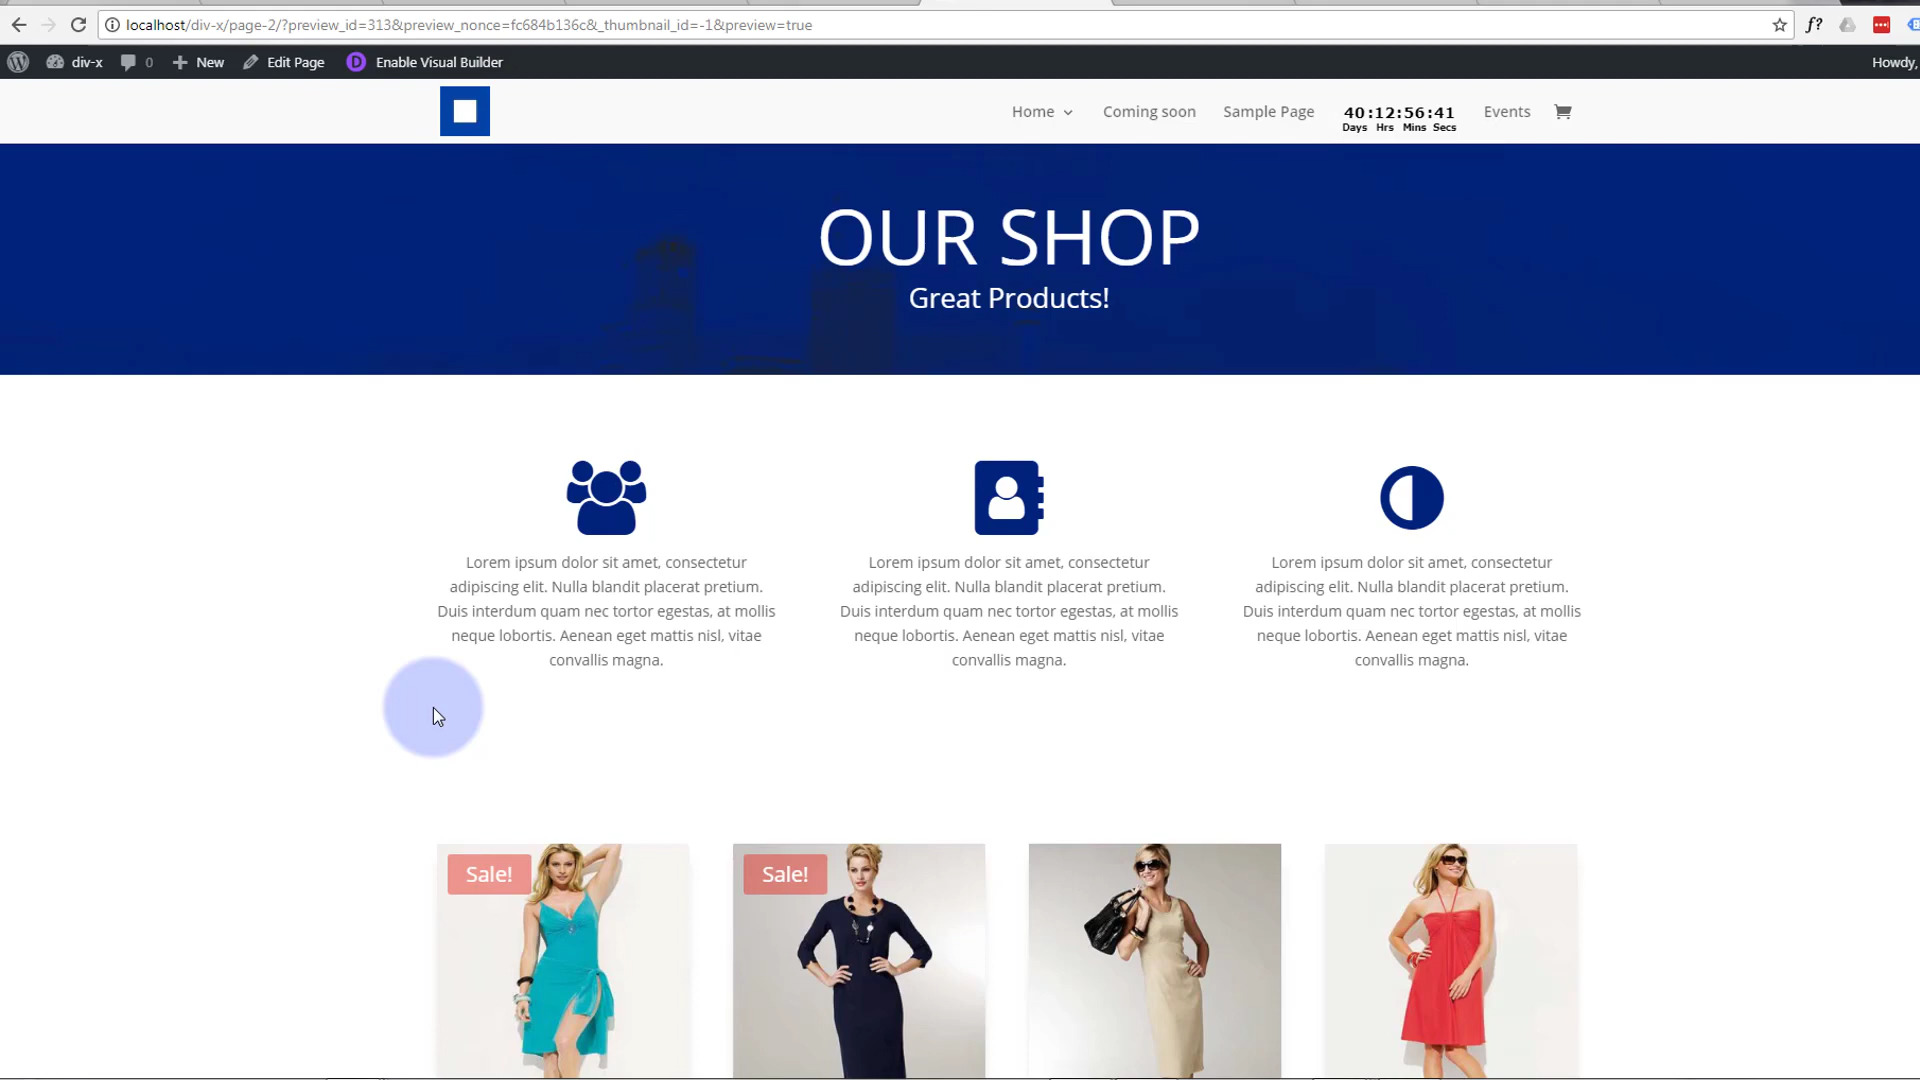 localhost/div-x/page-2/?preview_id=313&preview_nonce=fc684b136c&_thumbnail_id=-1&preview=true
f?
div-x 0 New Edit Page D Enable Visual Builder Howdy,
Home Coming soon Sample Page 40:12:56:41 Events
Days Hrs Mins Secs
OUR SHOP
Great Products!
Lorem ipsum dolor sit amet, consectetur
adipiscing elit. Nulla blandit placerat pretium.
Duis interdum quam nec tortor egestas, at mollis
neque lobortis. Aenean eget mattis nisl, vitae
convallis magna.
Lorem ipsum dolor sit amet, consectetur
adipiscing elit. Nulla blandit placerat pretium.
Duis interdum quam nec tortor egestas, at mollis
neque lobortis. Aenean eget mattis nisl, vitae
convallis magna.
Lorem ipsum dolor sit amet, consectetur
adipiscing elit. Nulla blandit placerat pretium.
Duis interdum quam nec tortor egestas, at mollis
neque lobortis. Aenean eget mattis nisl, vitae
convallis magna.
Sale!
Sale!